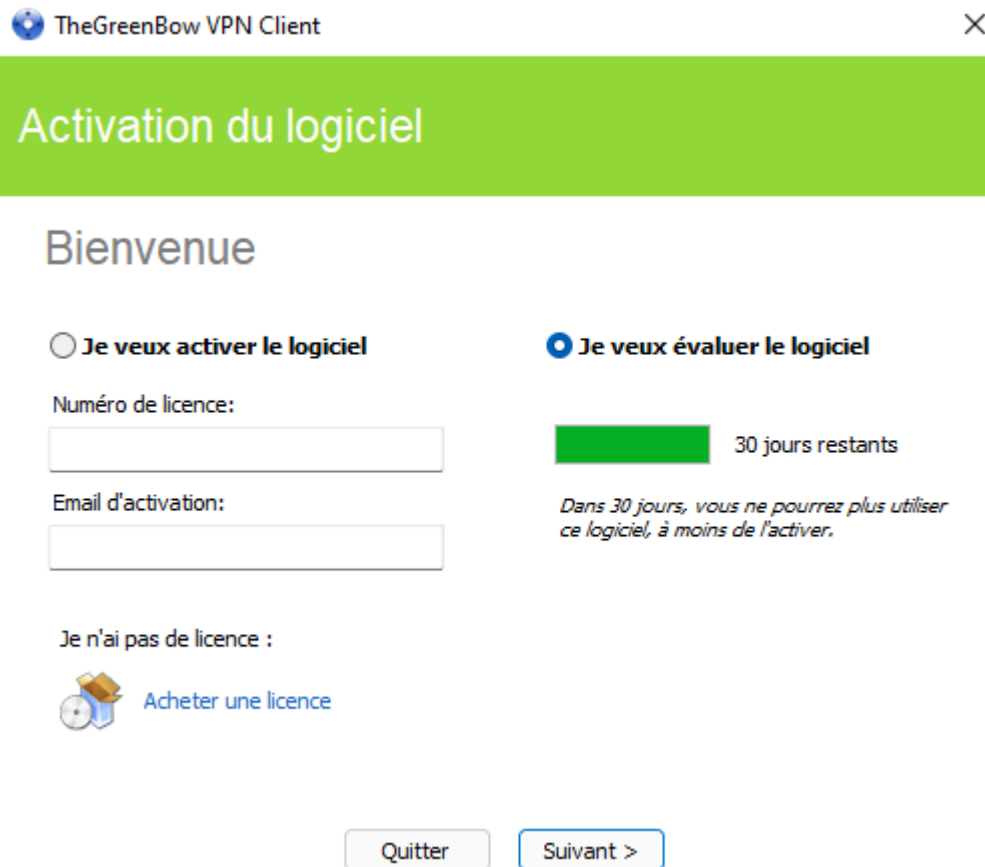 TheGreenBow VPN Client
Activation du logiciel
Bienvenue
Je veux activer le logiciel
Numéro de licence:
Email d'activation:
Je n'ai pas de licence :
Acheter une licence
Je veux évaluer le logiciel
30 jours restants
Dans 30 jours, vous ne pourrez plus utiliser
ce logiciel, à moins de l'activer.
Quitter
Suivant >